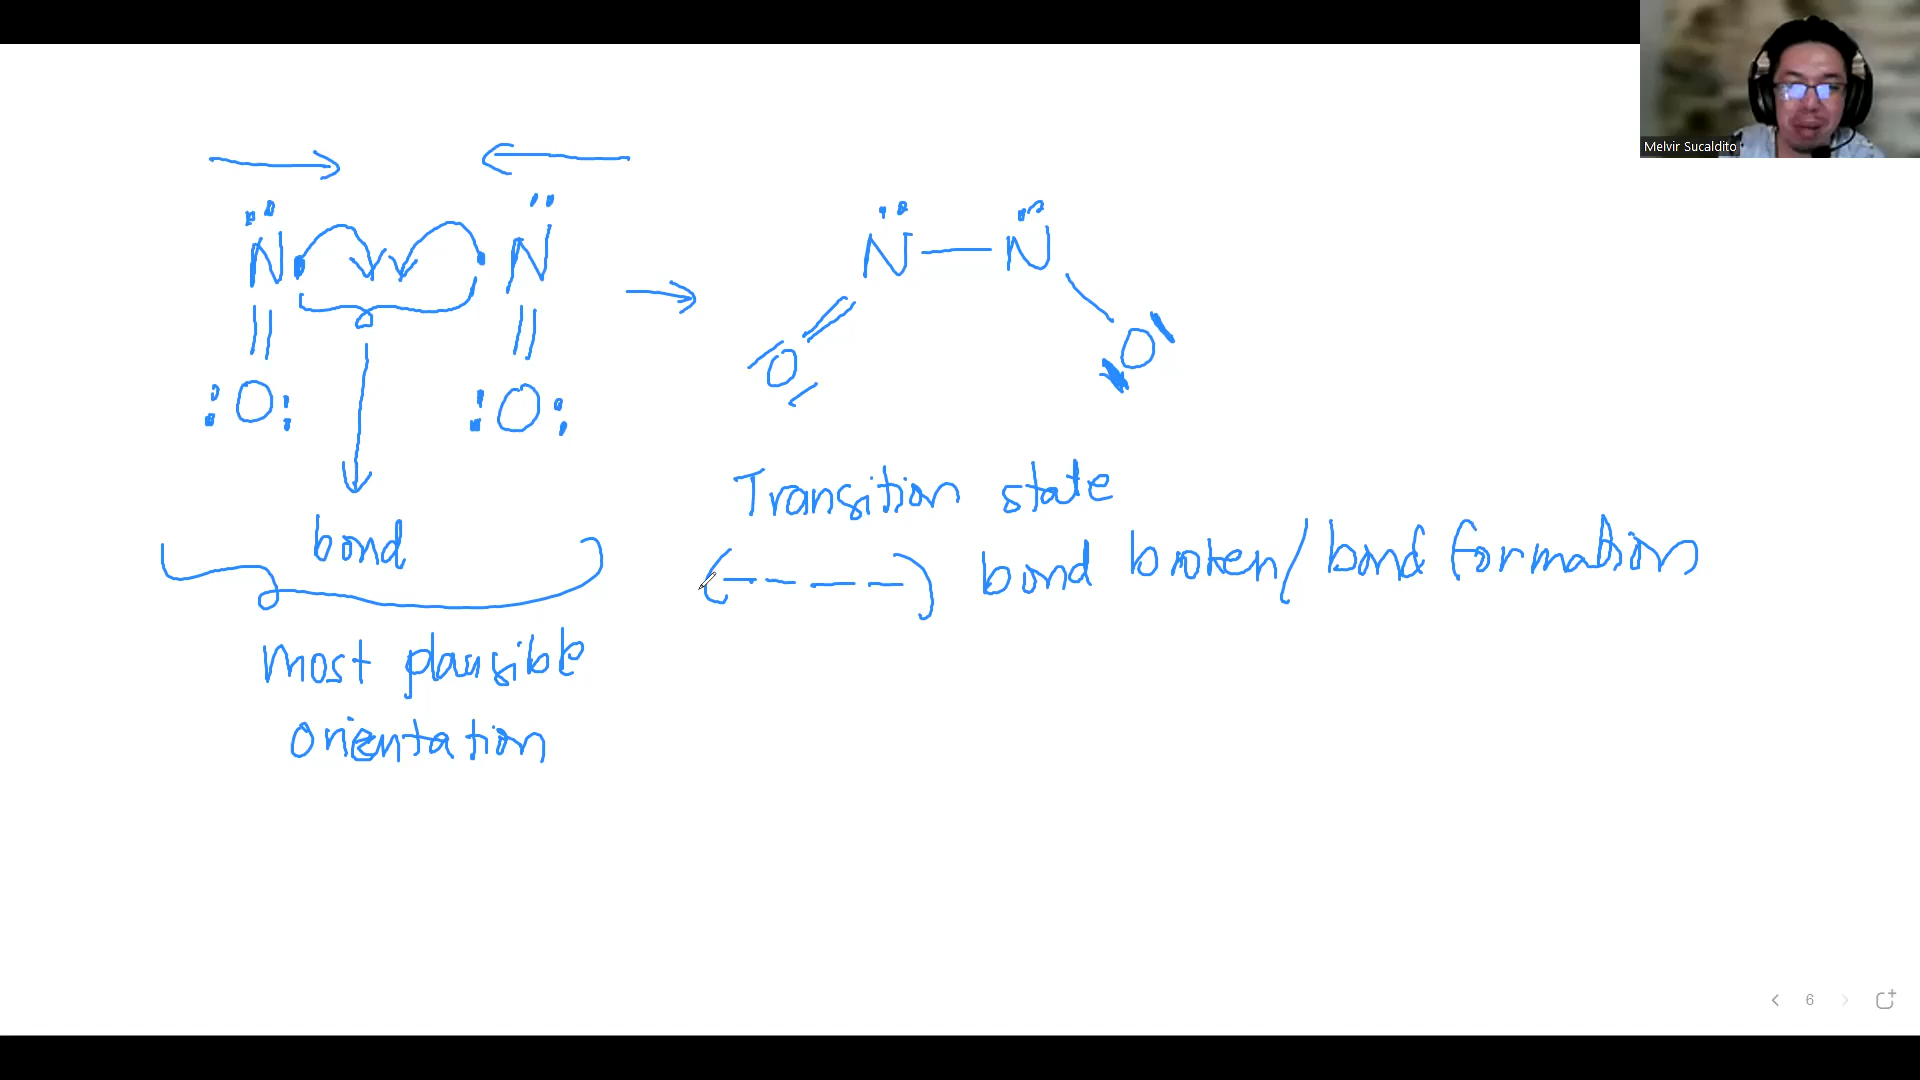 Melvir Sucaldito
N N
:O: :O:
N — N
O O
bond
most plausible
orientation
Transition state
(----) bond broken/bond formation
6